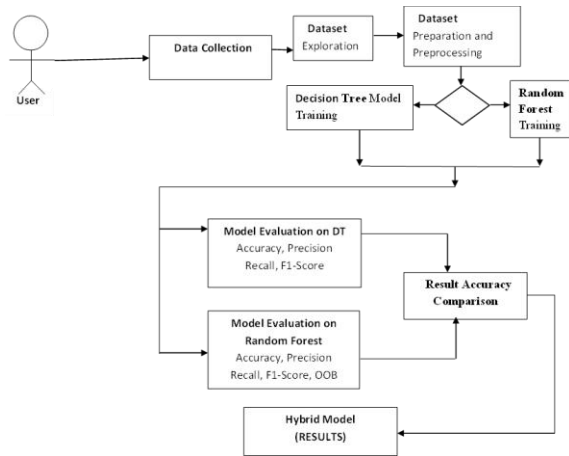 User
Data Collection
Dataset
Exploration
Dataset
Preparation and
Preprocessing
Decision Tree Model
Training
Random
Forest
Training
Model Evaluation on DT
Accuracy, Precision
Recall, F1-Score
Result Accuracy
Comparison
Model Evaluation on
Random Forest
Accuracy, Precision
Recall, F1-Score, OOB
Hybrid Model
(RESULTS)